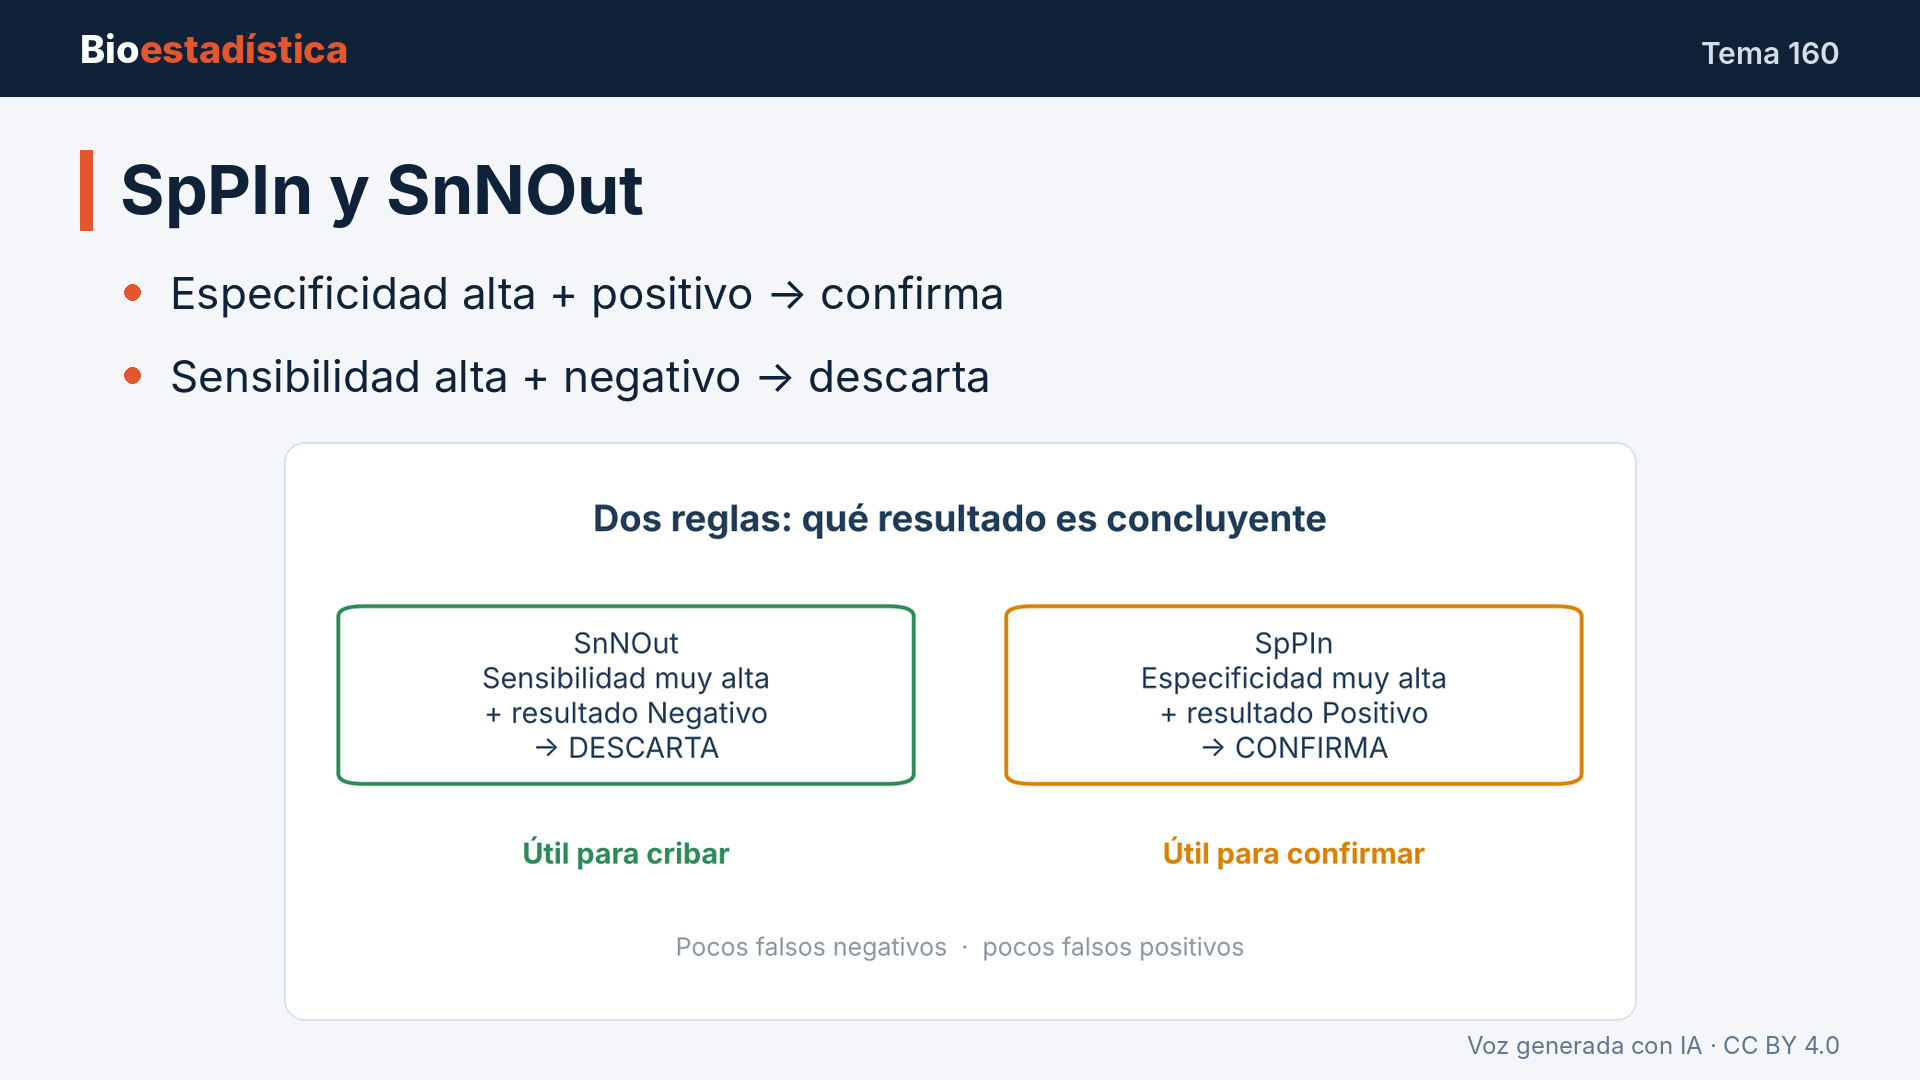 Bioestadística
Tema 160
SpPIn y SnNOut
• Especificidad alta + positivo → confirma
• Sensibilidad alta + negativo → descarta
Dos reglas: qué resultado es concluyente
SnNOut
Sensibilidad muy alta
+ resultado Negativo
→ DESCARTA
SpPIn
Especificidad muy alta
+ resultado Positivo
→ CONFIRMA
Útil para cribar
Útil para confirmar
Pocos falsos negativos · pocos falsos positivos
Voz generada con IA · CC BY 4.0